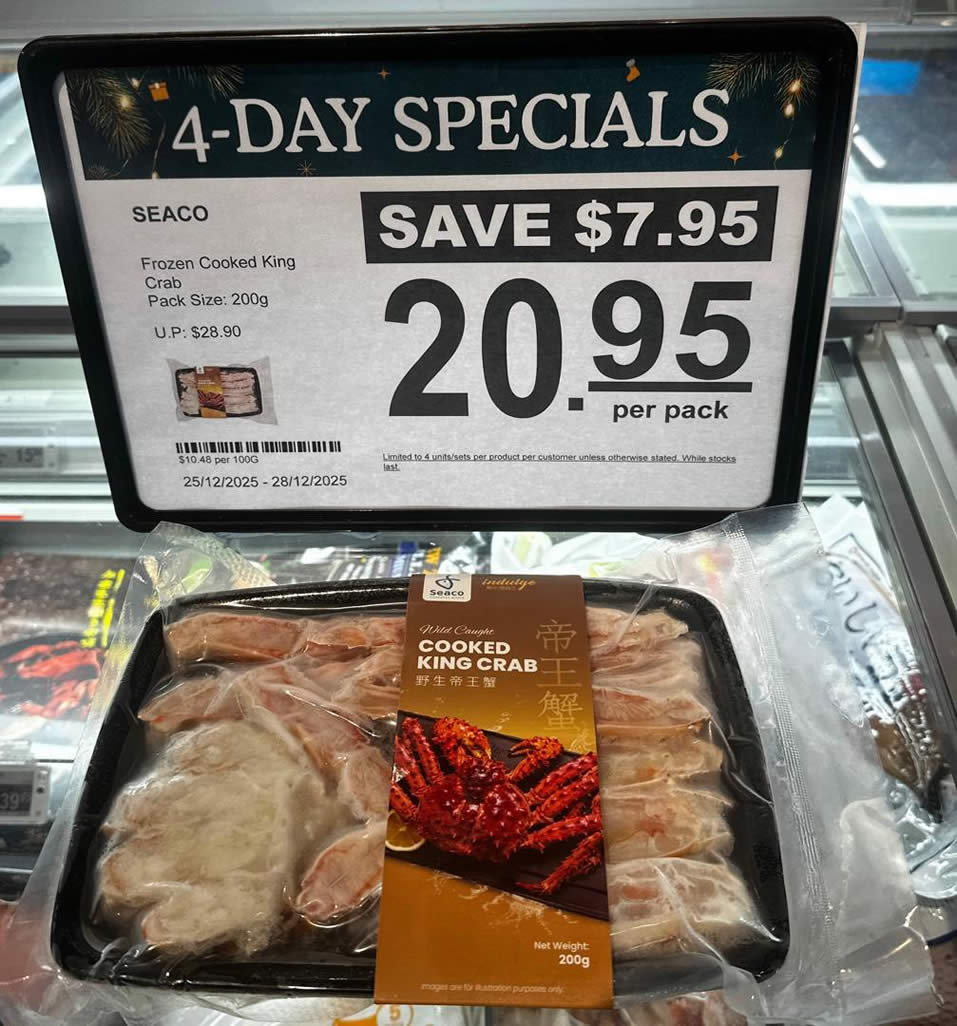 4-DAY SPECIALS
SEACO
SAVE $7.95
Frozen Cooked King
Crab
Pack Size: 200g
U.P: $28.90
20.95
per pack
$10.48 per 100G
25/12/2025 - 28/12/2025
Limited to 4 units/sets per product per customer unless otherwise stated. While stocks
last.
Seaco
indulge
Wild Caught
COOKED
KING CRAB
野生帝王蟹
帝王蟹
Net Weight:
200g
images are for illustration purposes only.
15
39
5